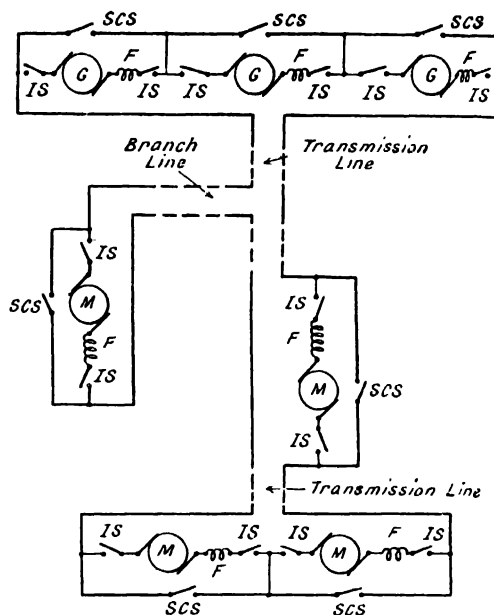 SCS SCS SCS
F F F
G G G
IS IS IS IS IS IS
Branch Line
Transmission Line
IS
SCS M
F
IS
IS
F
M SCS
IS
Transmission Line
IS IS IS F IS
M F M
SCS SCS